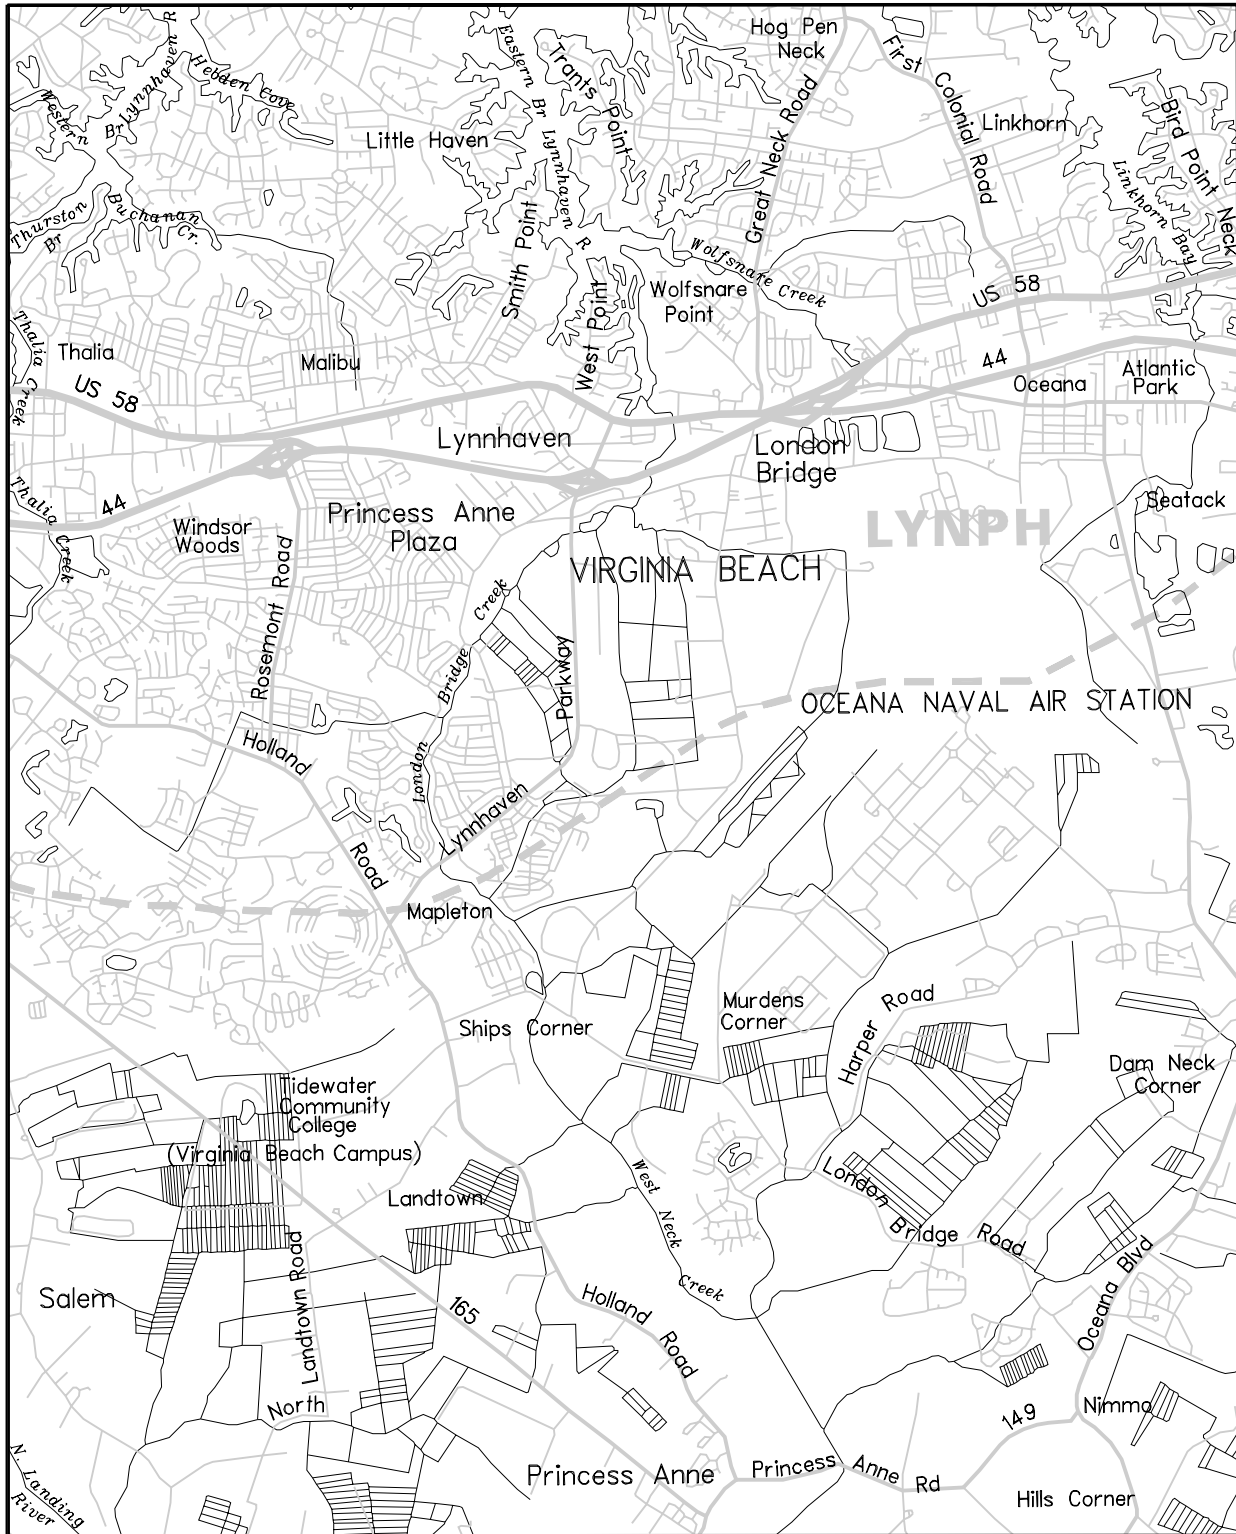 Hog Pen
Neck
First Colonial Road
Linkhorn
Bird Point Neck
Linkhorn Bay
Great Neck Road
Trants Point
Eastern Br Lynnhaven R
Little Haven
Hebden Cove
Western
Br Lynnhaven R
Thurston
Br
Buchanan
Cr.
Smith Point
West Point
Wolfsnare
Point
Wolfsnare Creek
US 58
44
Oceana
Atlantic
Park
Thalia Creek
Thalia
Malibu
US 58
Lynnhaven
London
Bridge
44
Thalia Creek
Windsor
Woods
Princess Anne
Plaza
Seatack
LYNPH
VIRGINIA BEACH
Rosemont Road
London Bridge Creek
Lynnhaven Parkway
OCEANA NAVAL AIR STATION
Holland Road
Mapleton
Ships Corner
Murdens
Corner
Harper Road
Dam Neck
Corner
Tidewater
Community
College
(Virginia Beach Campus)
Landtown
West Neck Creek
London Bridge Road
Oceana Blvd
Salem
North Landtown Road
165
Holland Road
Nimmo
149
N. Landing
River
Princess Anne
Princess Anne Rd
Hills Corner